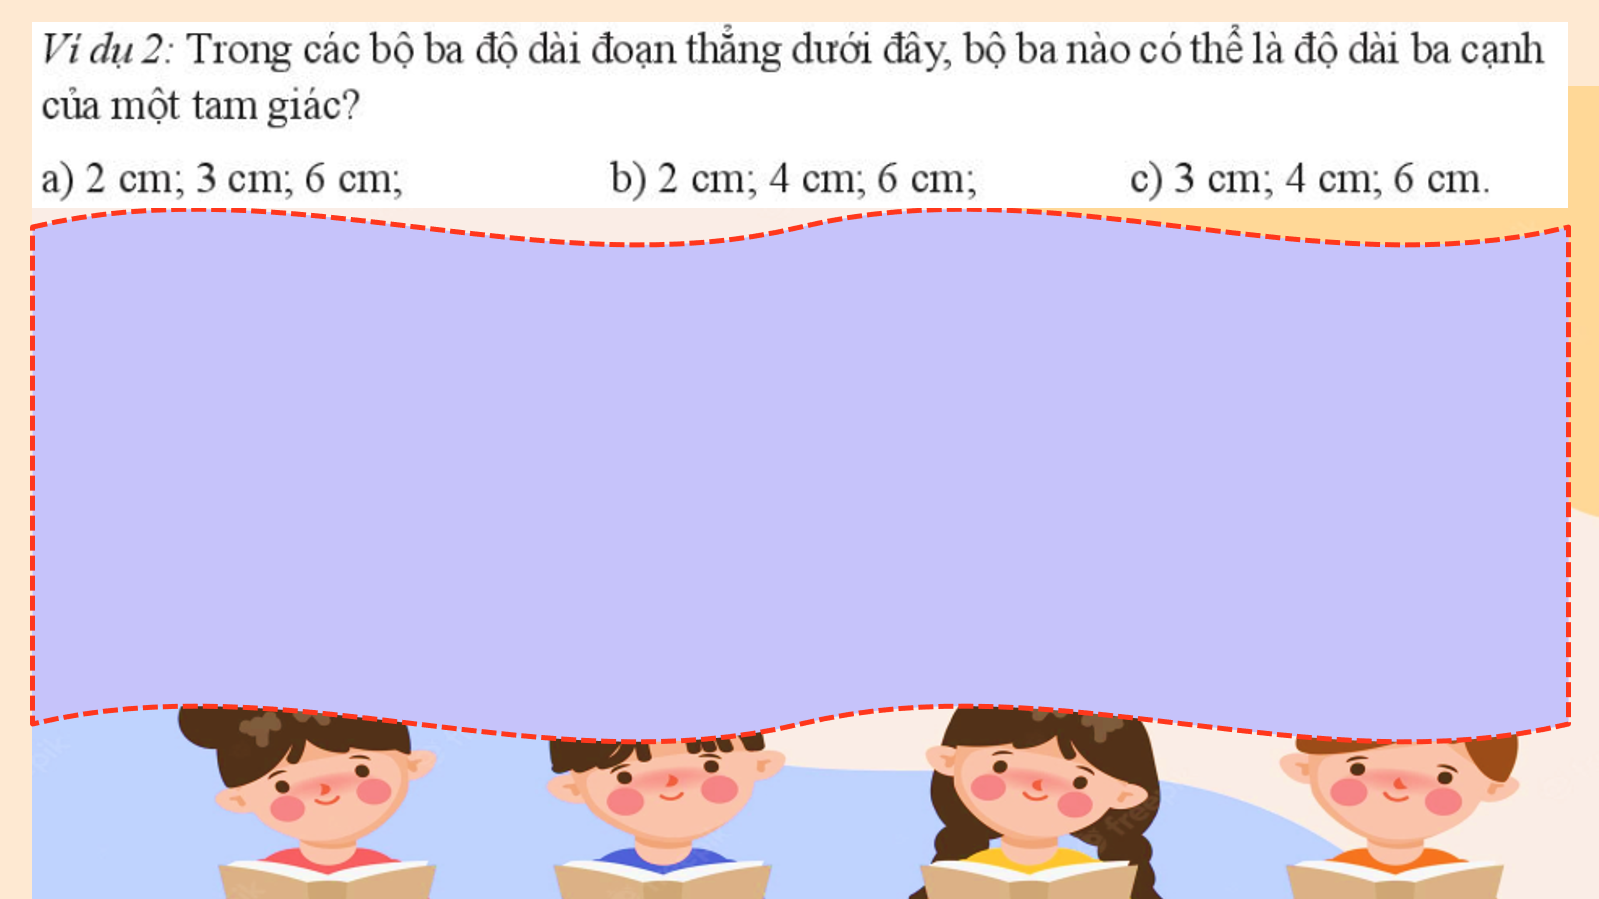 Ví dụ 2: Trong các bộ ba độ dài đoạn thẳng dưới đây, bộ ba nào có thể là độ dài ba cạnh
của một tam giác?
a) 2 cm; 3 cm; 6 cm; b) 2 cm; 4 cm; 6 cm; c) 3 cm; 4 cm; 6 cm.